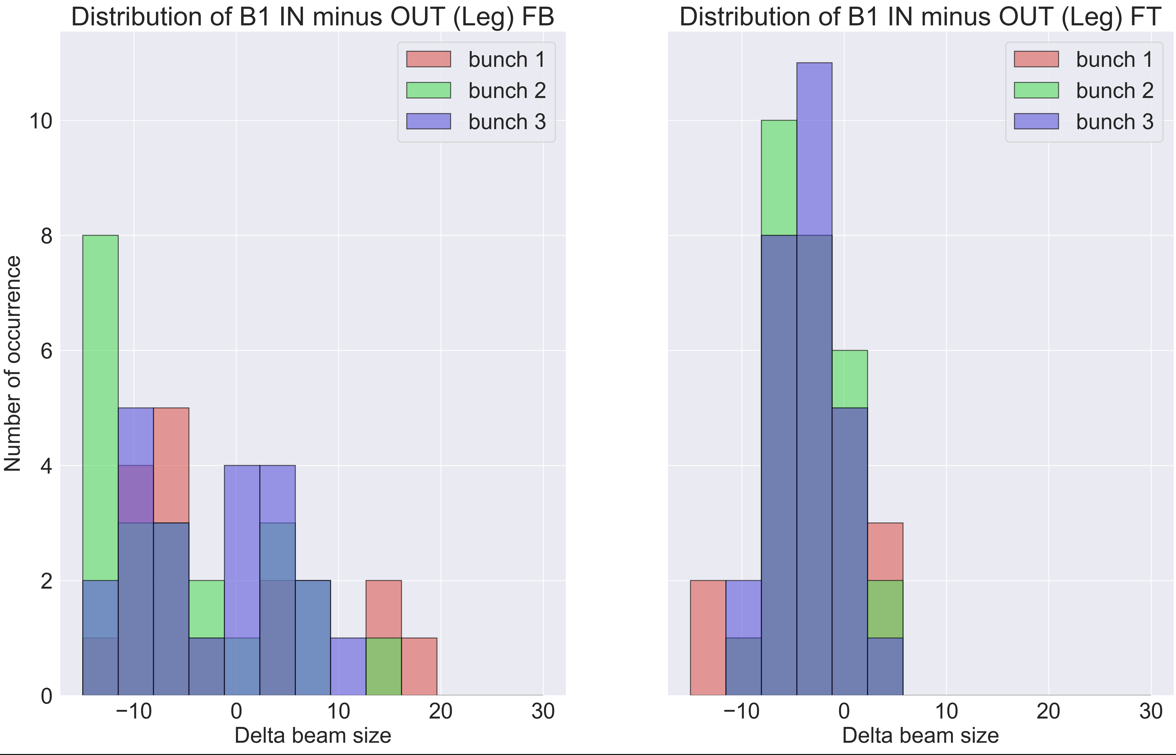 Distribution of B1 IN minus OUT (Leg) FB
bunch 1
bunch 2
bunch 3
Number of occurrence
10
8
6
4
2
0
−10 0 10 20 30
Delta beam size
Distribution of B1 IN minus OUT (Leg) FT
bunch 1
bunch 2
bunch 3
−10 0 10 20 30
Delta beam size